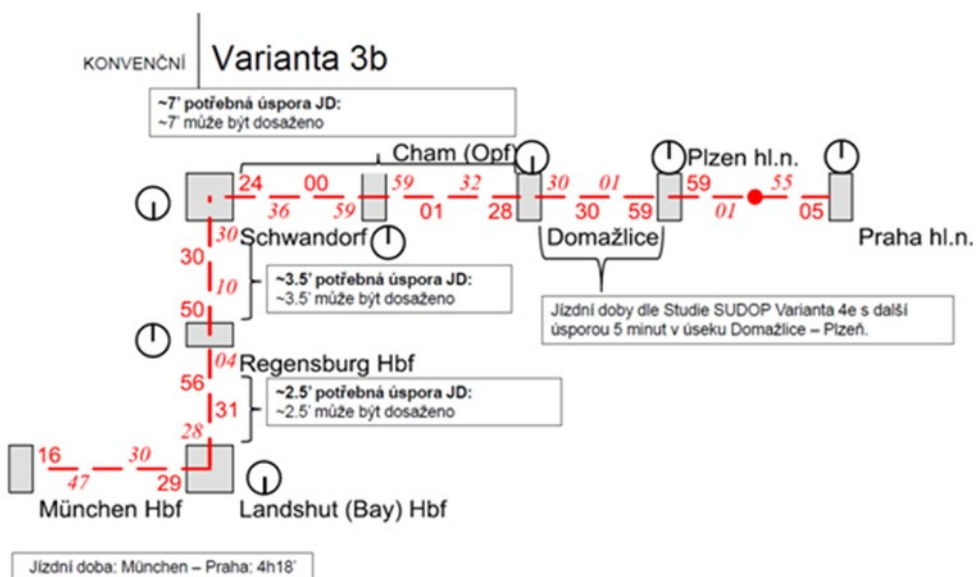 KONVENČNÍ
Varianta 3b
~7' potřebná úspora JD:
~7' může být dosaženo
Cham (Opf)
Plzen hl.n.
24 00 59 32 30 01 59 55
36 59 01 28 30 59 01 05
Schwandorf
Domažlice
Praha hl.n.
30
30
~3.5' potřebná úspora JD:
~3.5' může být dosaženo
10
50
Jízdní doby dle Studie SUDOP Varianta 4e s další
úsporou 5 minut v úseku Domažlice – Plzeň.
Regensburg Hbf
04
56
~2.5' potřebná úspora JD:
~2.5' může být dosaženo
31
28
16 30
47 29
München Hbf
Landshut (Bay) Hbf
Jízdní doba: München – Praha: 4h18'